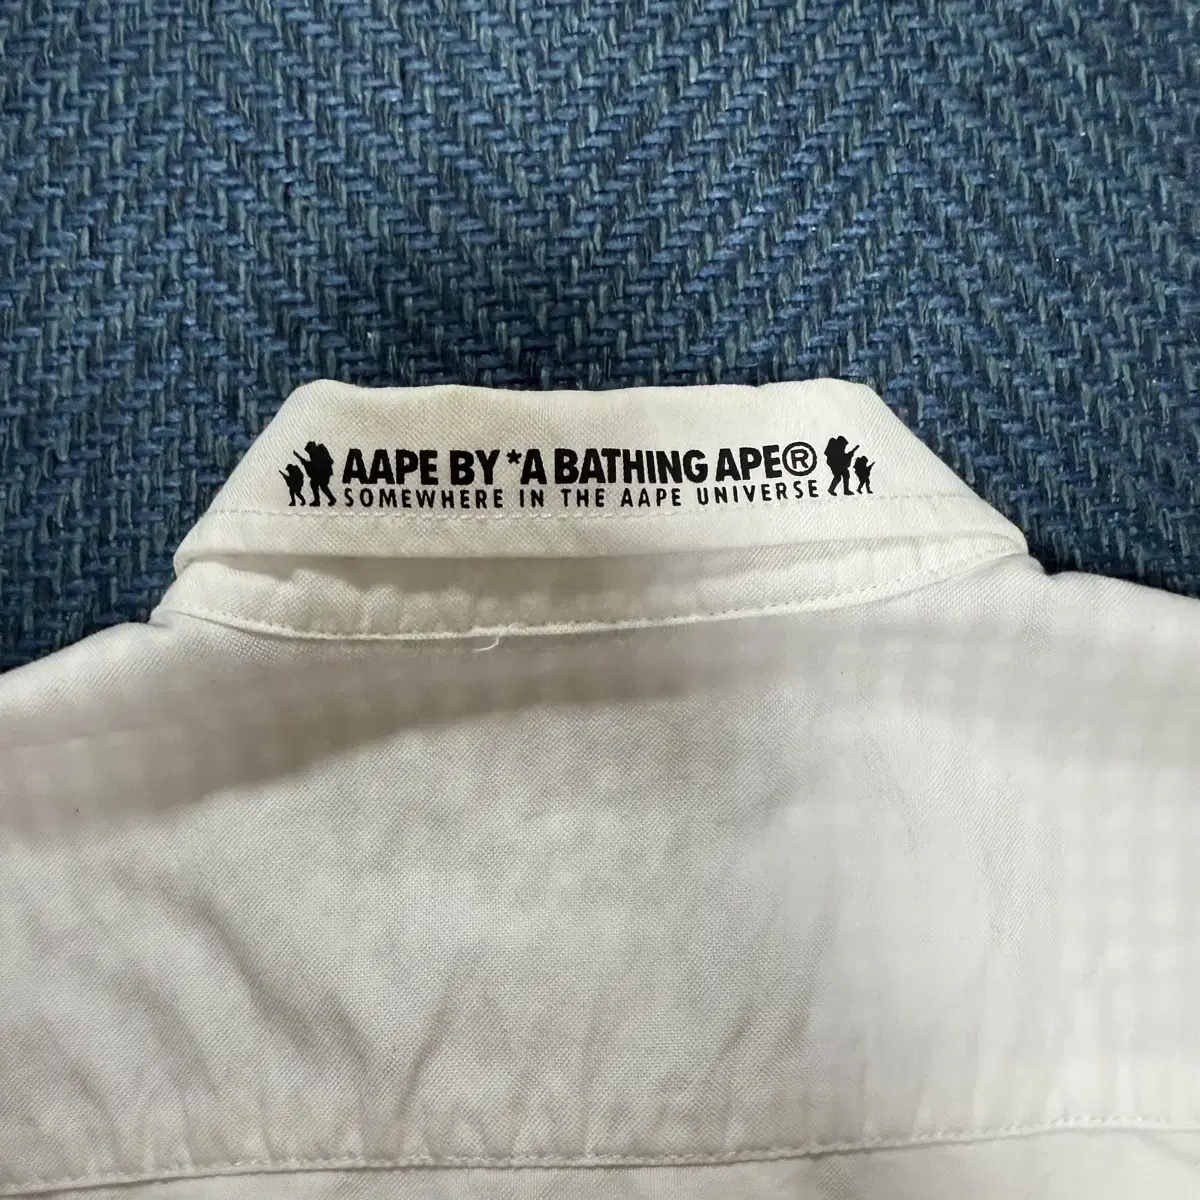 AAPE BY *A BATHING APE®
SOMEWHERE IN THE AAPE UNIVERSE